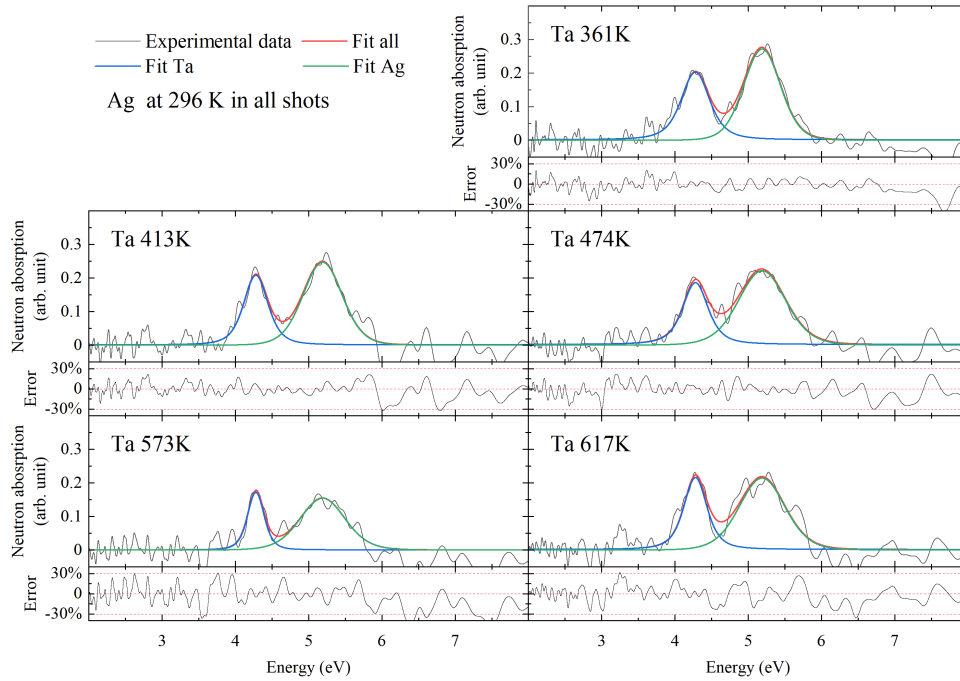 Experimental data
Fit all
Fit Ta
Fit Ag
Ag at 296 K in all shots
Ta 361K
0.3
0.2
0.1
0
Neutron abosrption
(arb. unit)
30%
0
-30%
Error
Ta 413K
0.3
0.2
0.1
0
Neutron abosrption
(arb. unit)
30%
0
-30%
Error
Ta 474K
Ta 573K
0.3
0.2
0.1
0
Neutron abosrption
(arb. unit)
30%
0
-30%
Error
Ta 617K
3 4 5 6 7
Energy (eV)
3 4 5 6 7
Energy (eV)